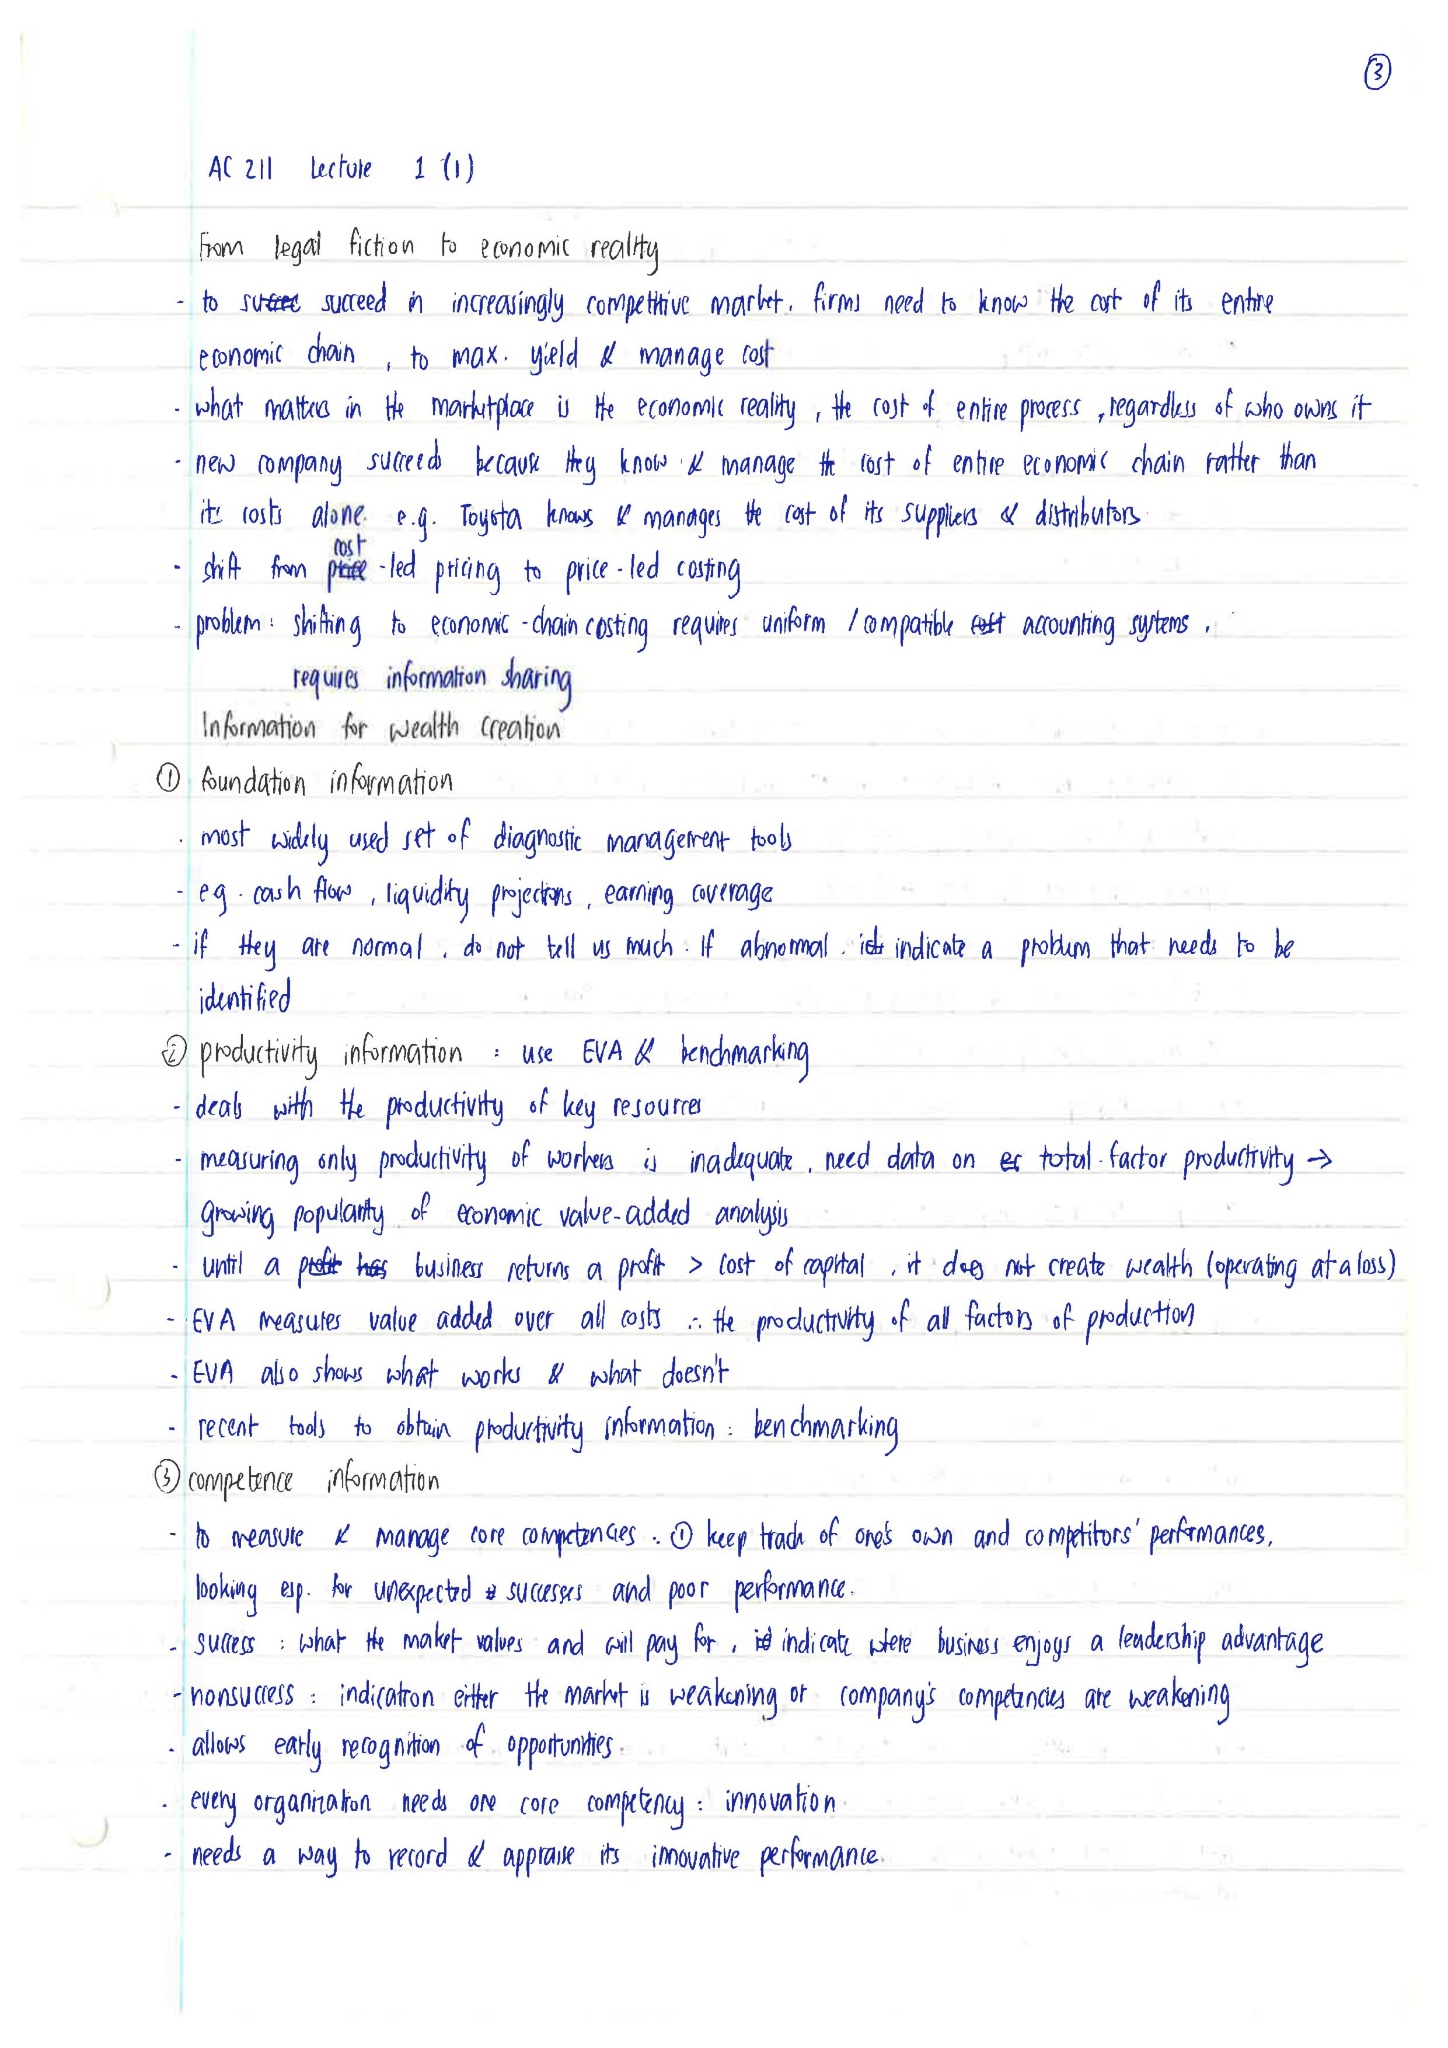 ③
AC 211 Lecture 1 (1)
From legal fiction to economic reality
- to succeed in increasingly competitive market, firms need to know the cost of its entire
economic chain, to max. yield & manage cost
- what matters in the marketplace is the economic reality, the cost of entire process, regardless of who owns it
- new company succeeds because they know & manage the cost of entire economic chain rather than
its costs alone. e.g. Toyota knows & manages the cost of its suppliers & distributors.
- shift from cost-led pricing to price-led costing
- problem: shifting to economic-chain costing requires uniform / compatible accounting systems,
requires information sharing
Information for wealth creation
① foundation information
- most widely used set of diagnostic management tools
- eg. cash flow, liquidity projections, earning coverage
- if they are normal, do not tell us much. If abnormal, indicate a problem that needs to be
identified
② productivity information : use EVA & benchmarking
- deals with the productivity of key resources
- measuring only productivity of workers is inadequate, need data on total-factor productivity →
growing popularity of economic value-added analysis
- until a business returns a profit > cost of capital, it does not create wealth (operating at a loss)
- EVA measures value added over all costs ∴ the productivity of all factors of production
- EVA also shows what works & what doesn't
- recent tools to obtain productivity information : benchmarking
③ competence information
- to measure & manage core competencies : ① keep track of one's own and competitors' performances,
looking esp. for unexpected successes and poor performance.
- success : what the market values and will pay for, indicate where business enjoys a leadership advantage
- nonsuccess : indication either the market is weakening or company's competencies are weakening
- allows early recognition of opportunities.
- every organization needs one core competency : innovation.
- needs a way to record & appraise its innovative performance.